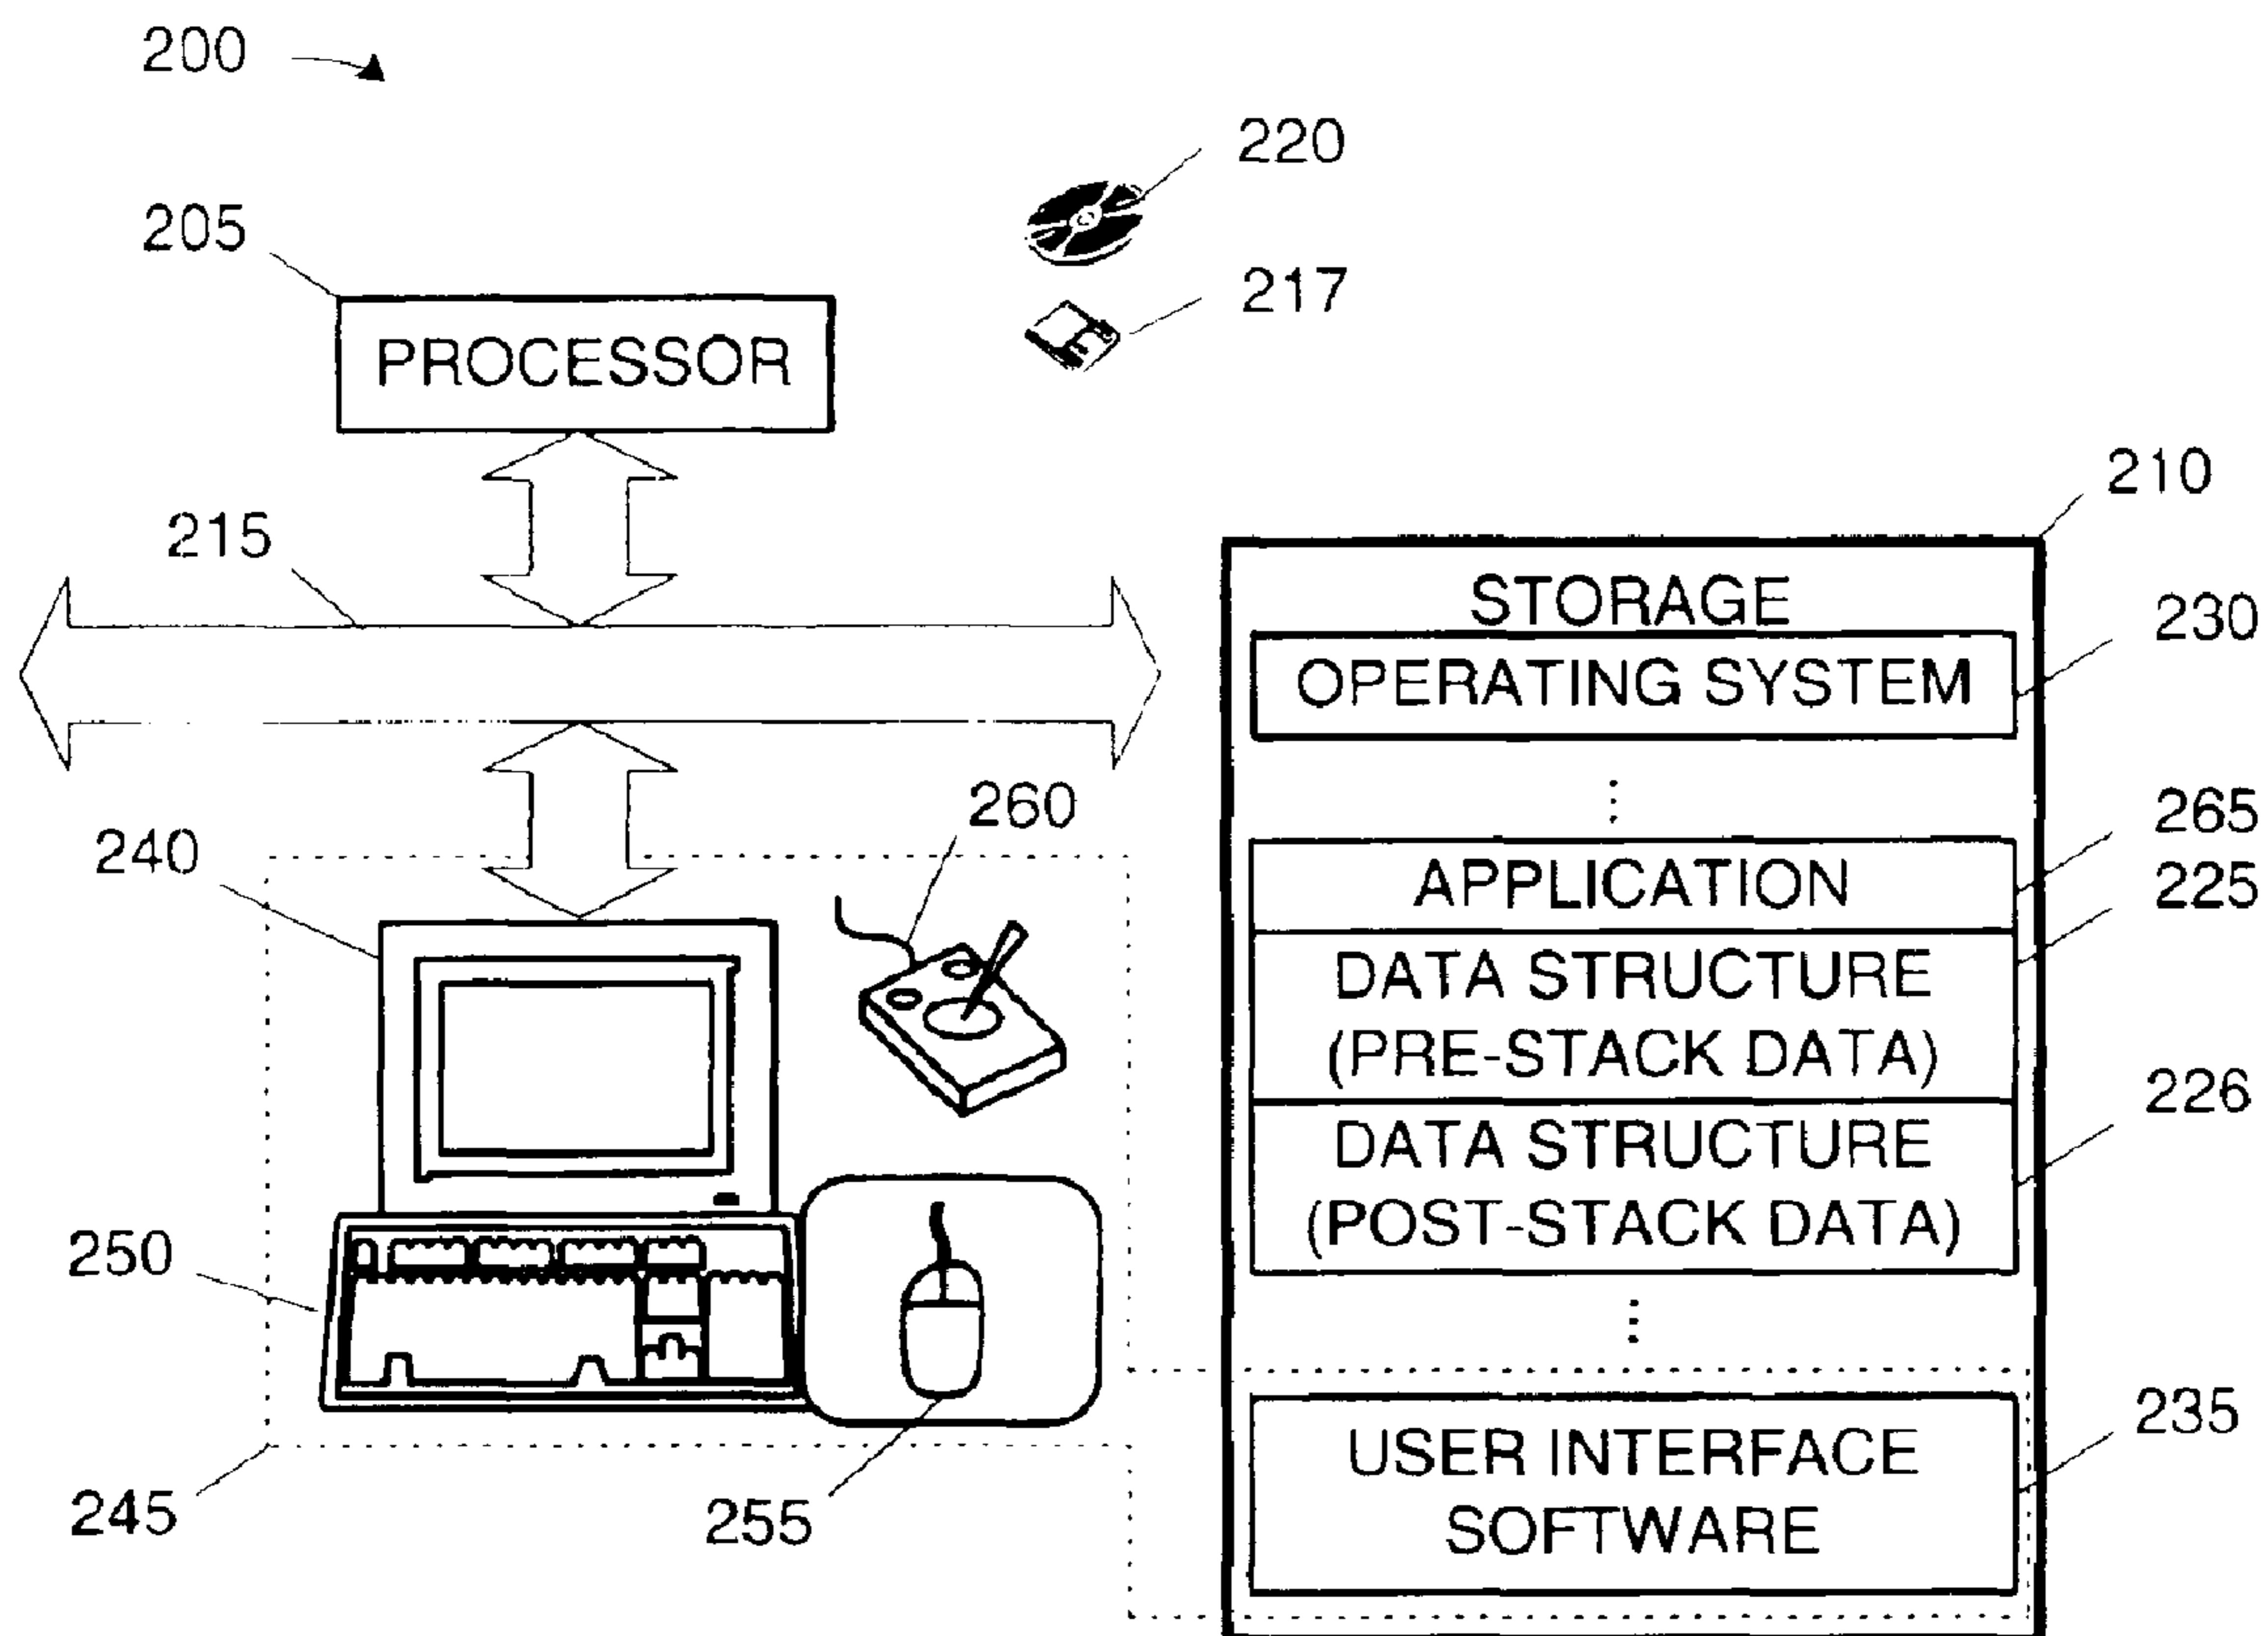 200
220
205
217
PROCESSOR
210
215
STORAGE
230
OPERATING SYSTEM
260
265
240
APPLICATION
225
DATA STRUCTURE
(PRE-STACK DATA)
226
DATA STRUCTURE
(POST-STACK DATA)
250
235
USER INTERFACE
SOFTWARE
245
255